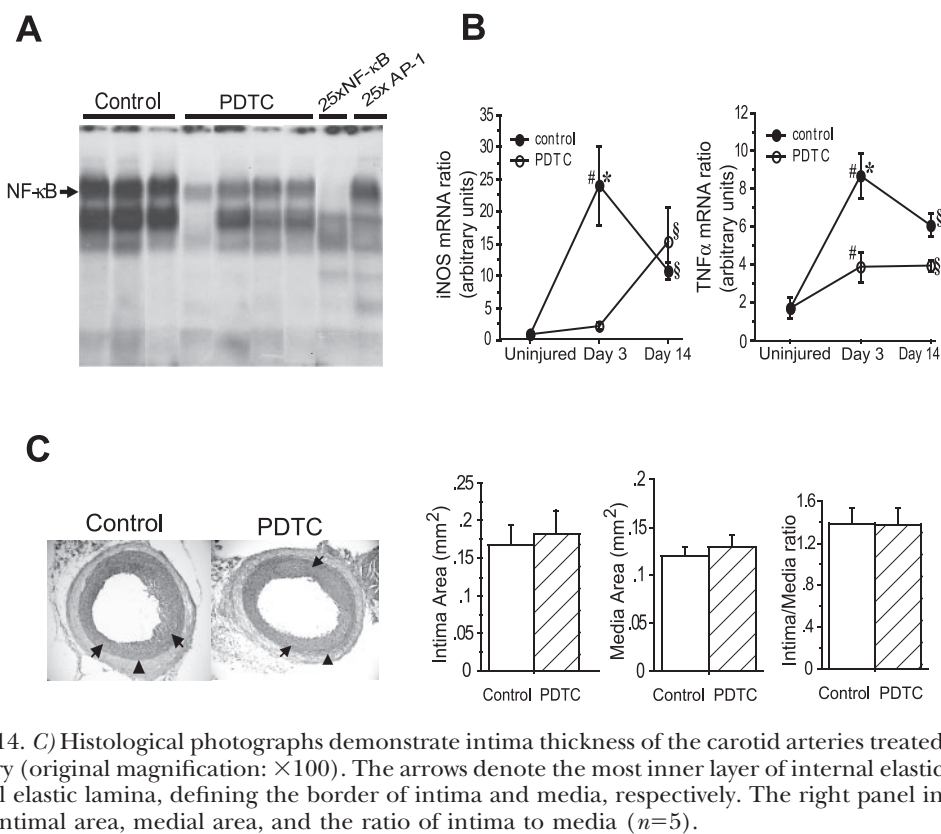 A
Control
PDTC
25xNF-κB
25xAP-1
NF-κB
B
35
30
25
20
15
10
5
0
iNOS mRNA ratio
(arbitrary units)
control
PDTC
#
*
§
§
Uninjured Day 3 Day 14
12
10
8
6
4
2
0
TNFα mRNA ratio
(arbitrary units)
control
PDTC
#
*
#
§
§
Uninjured Day 3 Day 14
C
Control
PDTC
.25
.2
.15
.1
.05
0
Intima Area (mm²)
Control PDTC
.2
.15
.1
.05
0
Media Area (mm²)
Control PDTC
1.6
1.2
.8
.4
0
Intima/Media ratio
Control PDTC
14. C) Histological photographs demonstrate intima thickness of the carotid arteries treated
ry (original magnification: ×100). The arrows denote the most inner layer of internal elastic
l elastic lamina, defining the border of intima and media, respectively. The right panel in
ntimal area, medial area, and the ratio of intima to media (n=5).